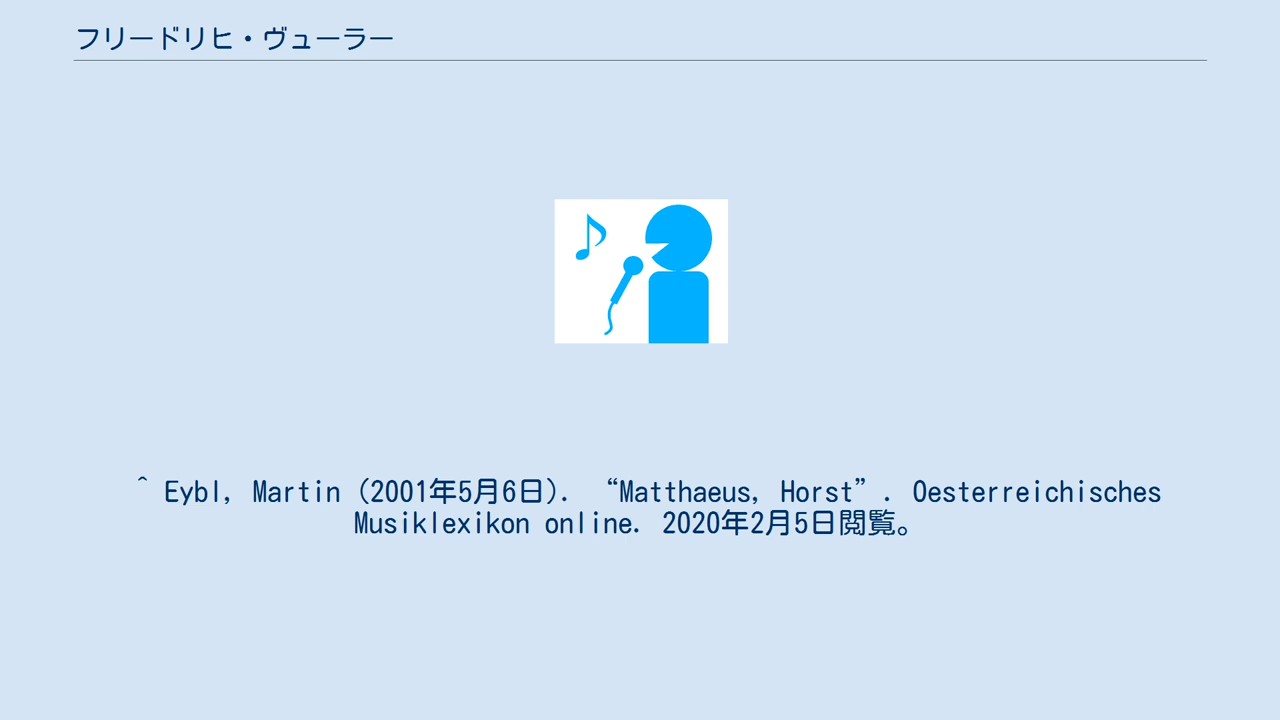 フリードリヒ・ヴューラー
^ Eybl, Martin (2001年5月6日). “Matthaeus, Horst”. Oesterreichisches
Musiklexikon online. 2020年2月5日閲覧。